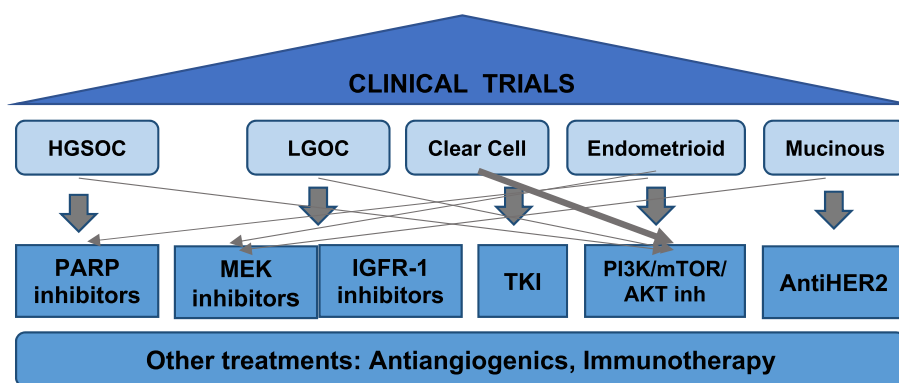 CLINICAL TRIALS
HGSOC
LGOC
Clear Cell
Endometrioid
Mucinous
PARP
inhibitors
MEK
inhibitors
IGFR-1
inhibitors
TKI
PI3K/mTOR/
AKT inh
AntiHER2
Other treatments: Antiangiogenics, Immunotherapy